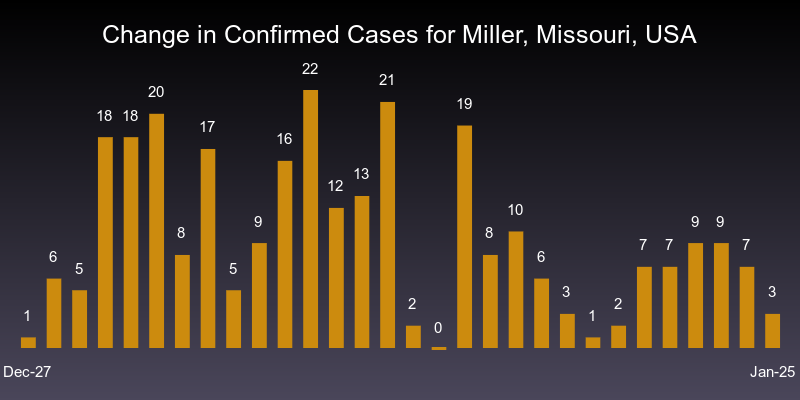 Change in Confirmed Cases for Miller, Missouri, USA
1 6 5 18 18 20 8 17 5 9 16 22 12 13 21 2 0 19 8 10 6 3 1 2 7 7 9 9 7 3
Dec-27 Jan-25